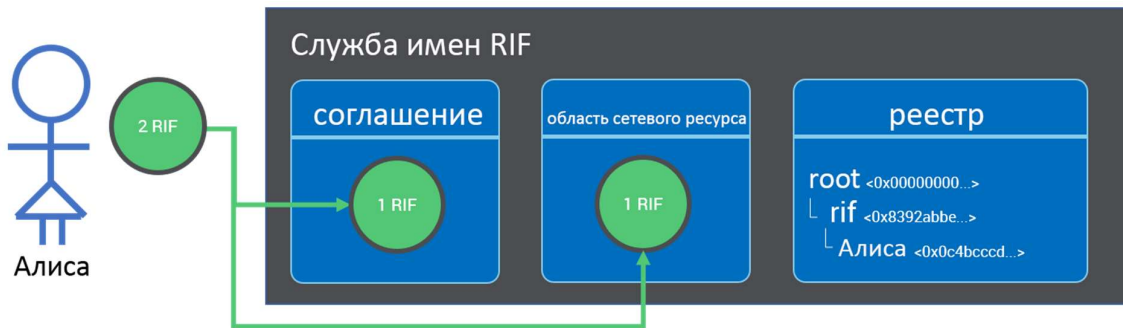 Служба имен RIF
соглашение
область сетевого ресурса
реестр
2 RIF
1 RIF
1 RIF
root <0x00000000...>
rif <0x8392abbe...>
Алиса <0x0c4bcccd...>
Алиса